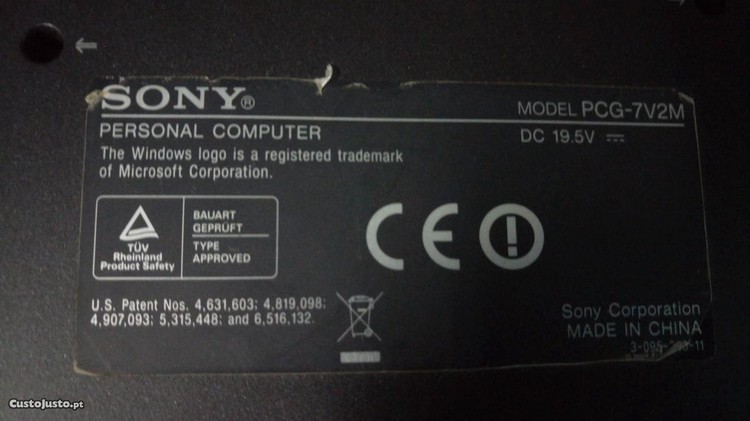 SONY®
MODEL PCG-7V2M
PERSONAL COMPUTER
DC 19.5V
The Windows logo is a registered trademark
of Microsoft Corporation.
TÜV
Rheinland
Product Safety
BAUART
GEPRÜFT
TYPE
APPROVED
CE
U.S. Patent Nos. 4,631,603; 4,819,098;
4,907,093; 5,315,448; and 6,516,132.
Sony Corporation
MADE IN CHINA
CustoJusto.pt